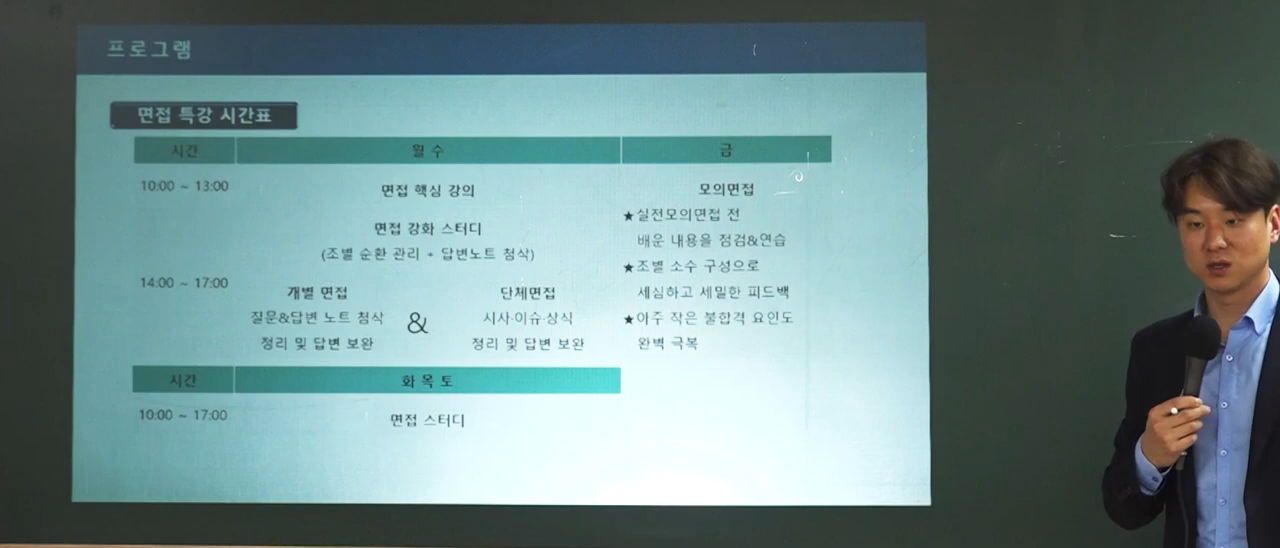 프로그램
면접 특강 시간표
시간 월 수 금
10:00 ~ 13:00 면접 핵심 강의 모의면접
면접 강화 스터디
(조별 순환 관리 + 답변노트 첨삭)
14:00 ~ 17:00
개별 면접
질문&답변 노트 첨삭
정리 및 답변 보완
&
단체면접
시사·이슈·상식
정리 및 답변 보완
★실전모의면접 전
배운 내용을 점검&연습
★조별 소수 구성으로
세심하고 세밀한 피드백
★아주 작은 불합격 요인도
완벽 극복
시간 화 목 토
10:00 ~ 17:00 면접 스터디